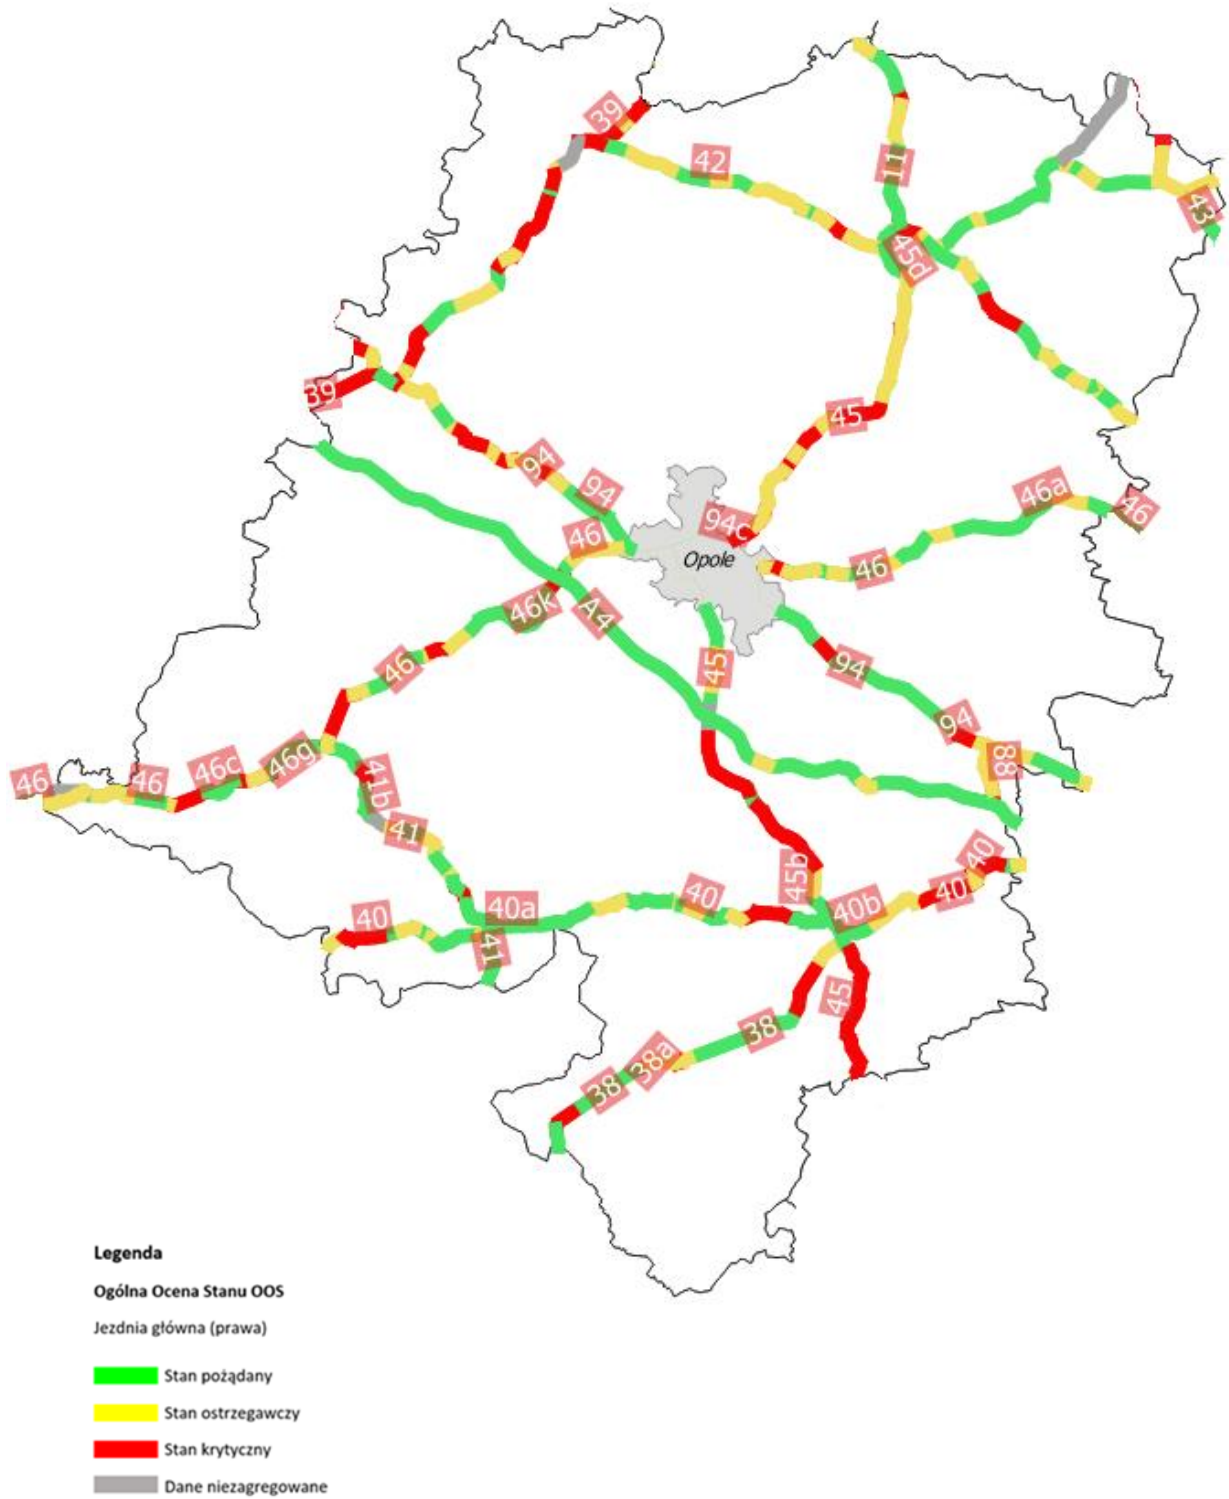 39
42
11
43
45d
39
45
94
94
46a
46
94c
46
Opole
46
46k
A4
45
94
46
94
88
46g
46c
46
46
41b
41
45b
40
40
40
40b
40a
40
41
45
38
38a
38
Legenda
Ogólna Ocena Stanu OOS
Jezdnia główna (prawa)
Stan pożądany
Stan ostrzegawczy
Stan krytyczny
Dane niezagregowane